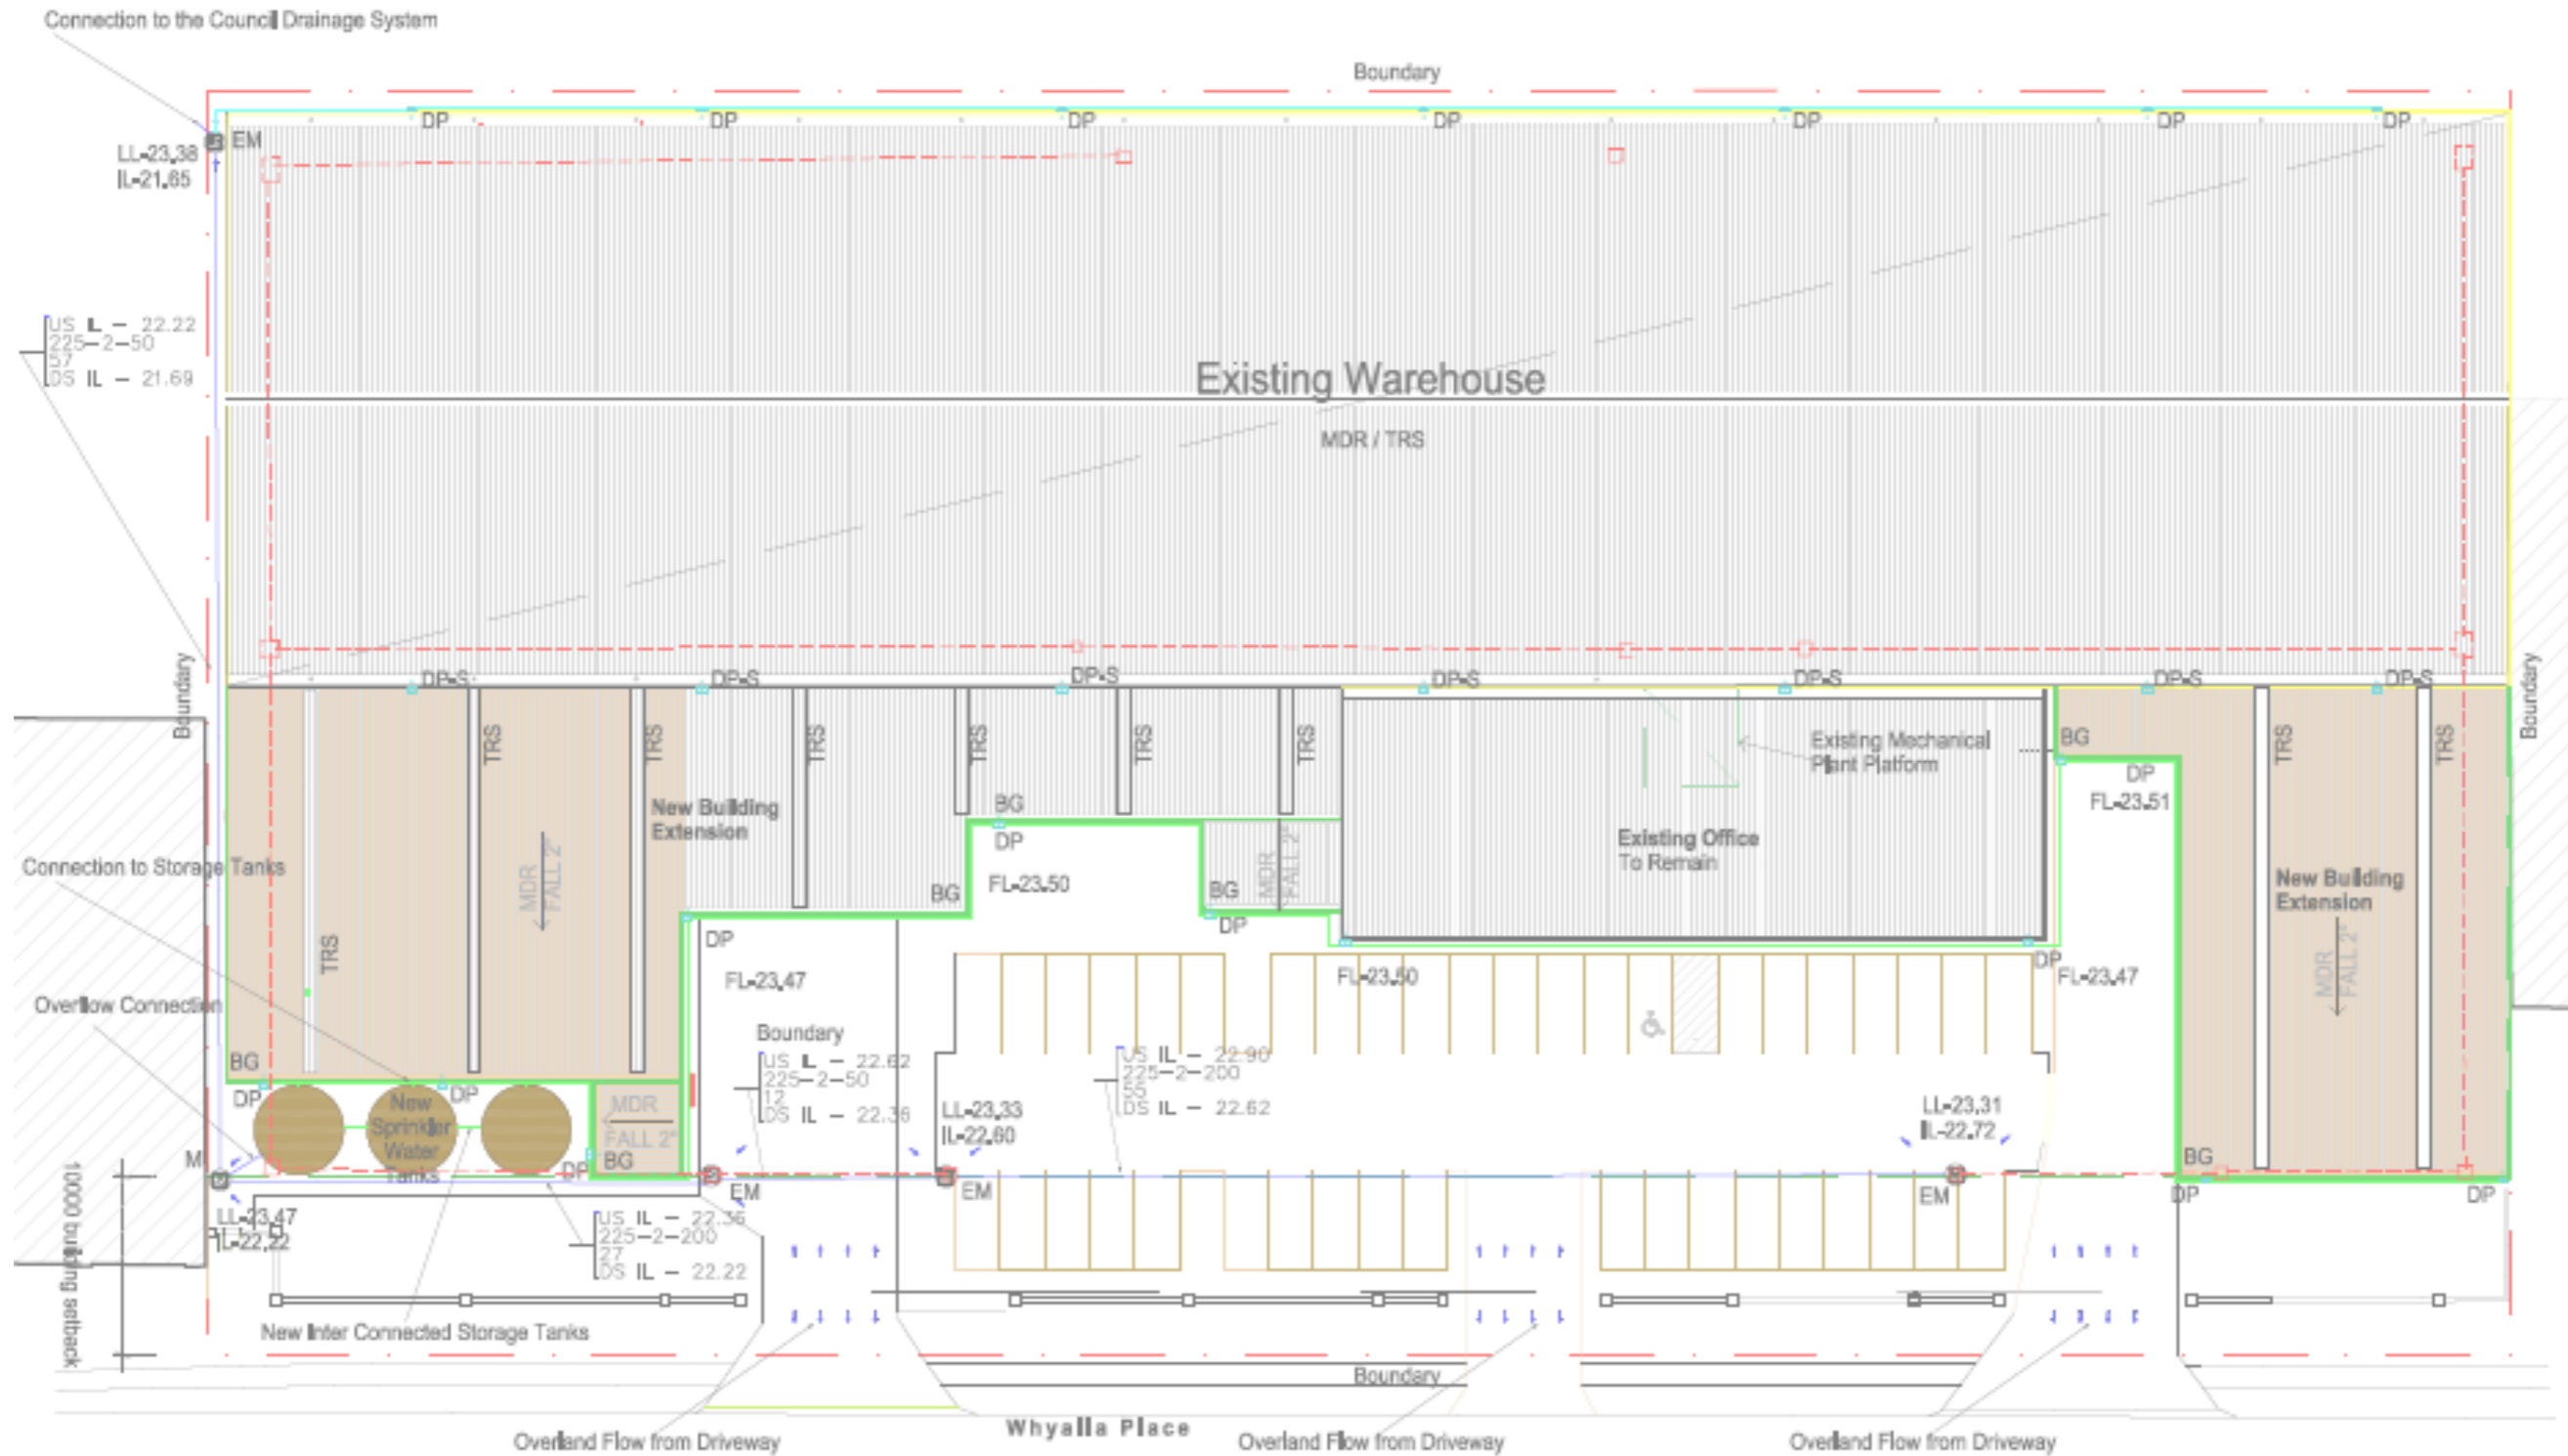 Connection to the Council Drainage System
Boundary
DP
DP
DP
DP
DP
DP
DP
EM
LL-23.38
IL-21.65
US IL - 22.22
225-2-50
57
DS IL - 21.69
Existing Warehouse
MDR / TRS
Boundary
Boundary
DP-S
DP-S
DP-S
DP-S
DP-S
DP-S
DP-S
TRS
TRS
TRS
TRS
TRS
TRS
TRS
TRS
Existing Mechanical
Plant Platform
BG
DP
FL-23.51
New Building
Extension
BG
DP
MDR
FALL 2°
MDR
FALL 2°
Existing Office
To Remain
Connection to Storage Tanks
FL-23.50
BG
BG
DP
New Building
Extension
MDR
FALL 2°
TRS
DP
FL-23.47
FL-23.50
DP
FL-23.47
Overflow Connection
Boundary
BG
US IL - 22.62
225-2-50
12
DS IL - 22.36
US IL - 22.90
225-2-200
55
DS IL - 22.62
DP
DP
New
Sprinkler
Water
Tanks
MDR
FALL 2°
LL-23.33
IL-22.60
LL-23.31
IL-22.72
DP
BG
BG
EM
EM
EM
DP
DP
LL-23.47
IL-22.22
US IL - 22.36
225-2-200
27
DS IL - 22.22
10000 building setback
New Inter Connected Storage Tanks
Boundary
Whyalla Place
Overland Flow from Driveway
Overland Flow from Driveway
Overland Flow from Driveway